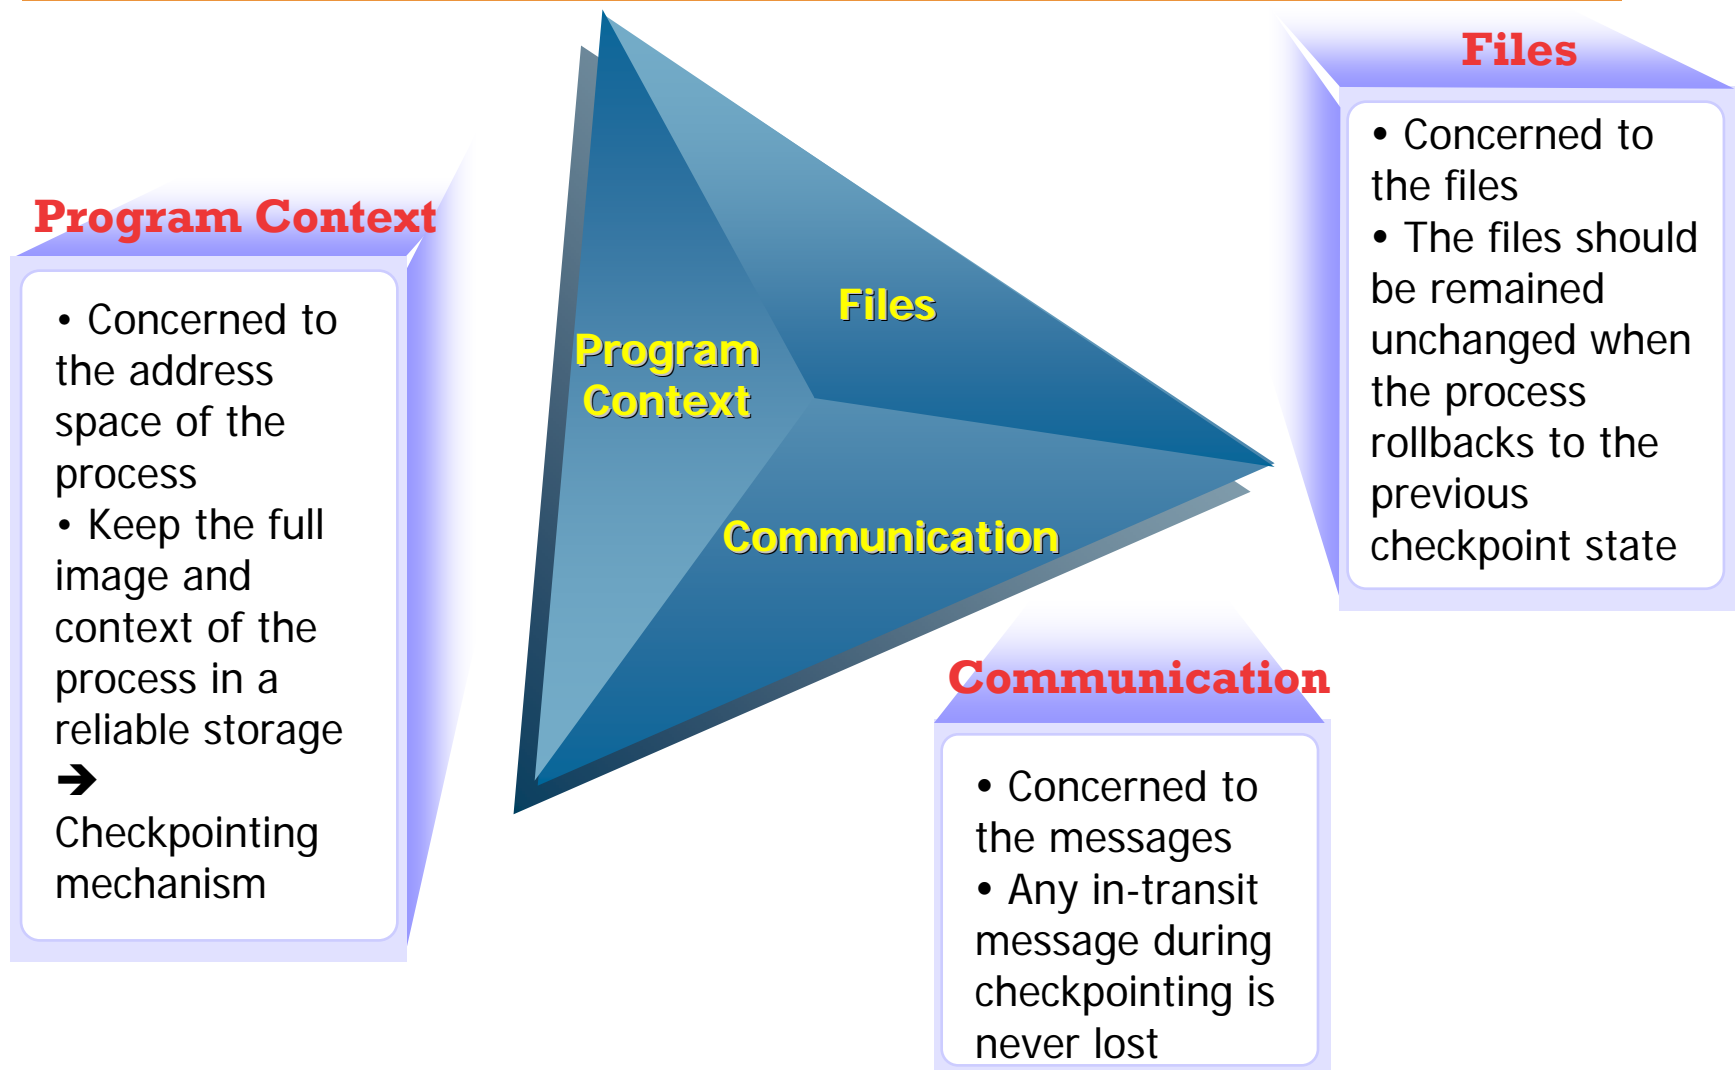 Program Context
• Concerned to
the address
space of the
process
• Keep the full
image and
context of the
process in a
reliable storage
➔
Checkpointing
mechanism
Program
Context
Files
Communication
Files
• Concerned to
the files
• The files should
be remained
unchanged when
the process
rollbacks to the
previous
checkpoint state
Communication
• Concerned to
the messages
• Any in-transit
message during
checkpointing is
never lost